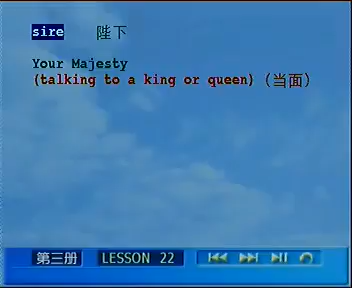 sire 陛下
Your Majesty
(talking to a king or queen) (当面)
第三册 LESSON 22